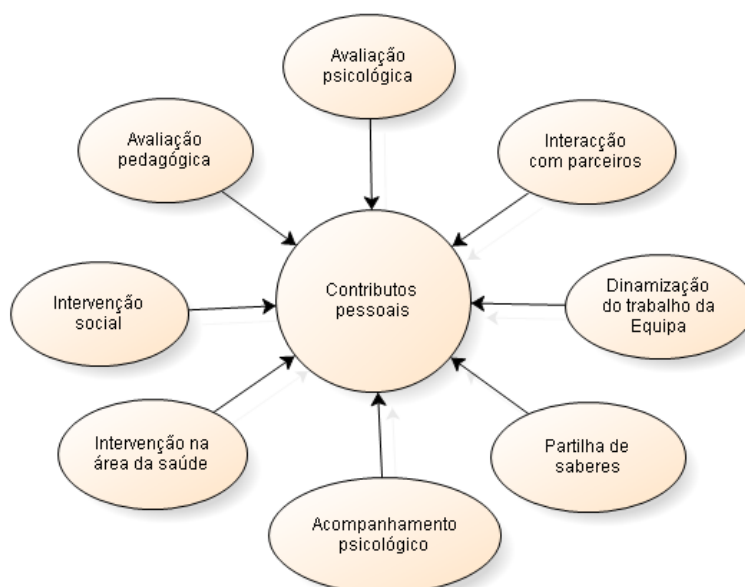 Avaliação
psicológica
Avaliação
pedagógica
Interacção
com parceiros
Contributos
pessoais
Intervenção
social
Dinamização
do trabalho da
Equipa
Intervenção na
área da saúde
Partilha de
saberes
Acompanhamento
psicológico